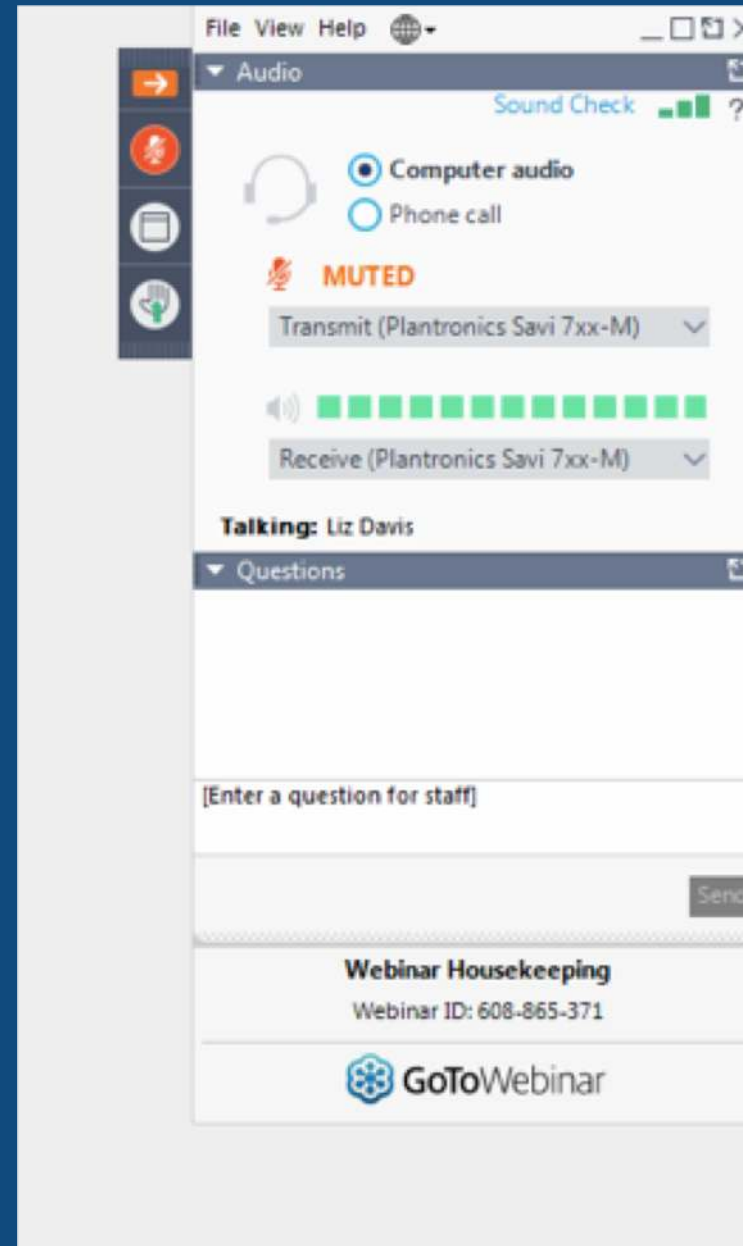 File View Help
Audio
Sound Check ?
Computer audio
Phone call
MUTED
Transmit (Plantronics Savi 7xx-M)
Receive (Plantronics Savi 7xx-M)
Talking: Liz Davis
Questions
[Enter a question for staff]
Send
Webinar Housekeeping
Webinar ID: 608-865-371
GoToWebinar